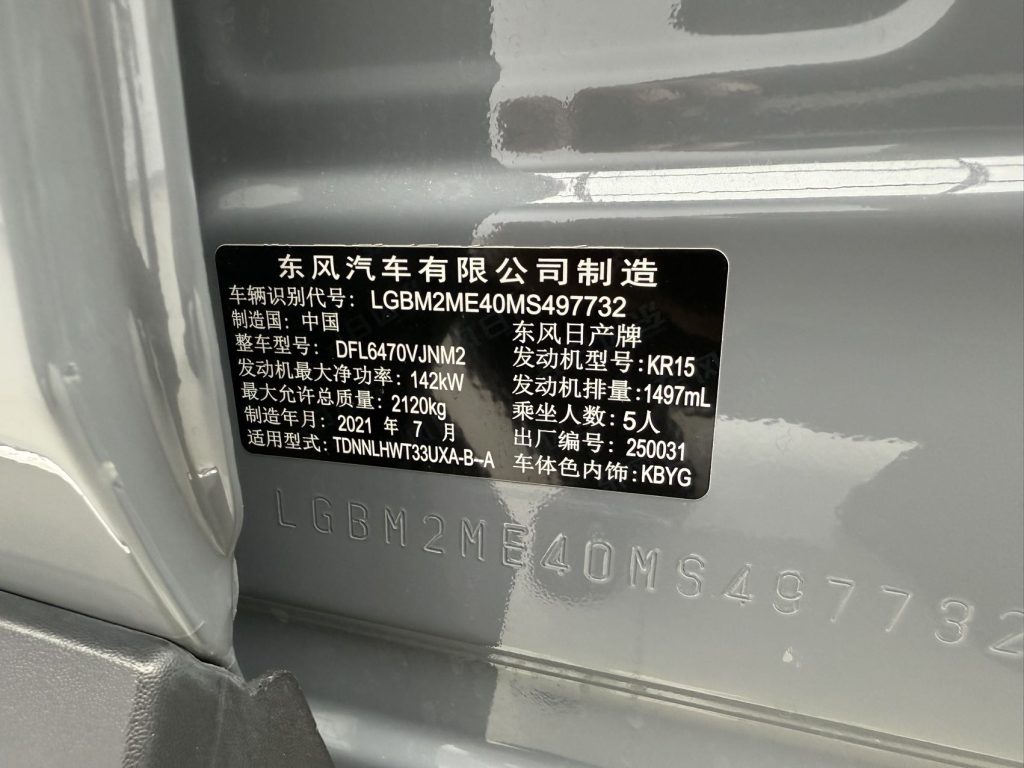 东风汽车有限公司制造
车辆识别代号: LGBM2ME40MS497732
制造国: 中国
东风日产牌
整车型号: DFL6470VJNM2
发动机型号:KR15
发动机最大净功率: 142kW
发动机排量:1497mL
最大允许总质量: 2120kg
乘坐人数: 5人
制造年月: 2021 年 7 月
出厂编号: 250031
适用型式: TDNNLHWT33UXA-B--A
车体色内饰:KBYG
LGBM2ME40MS497732